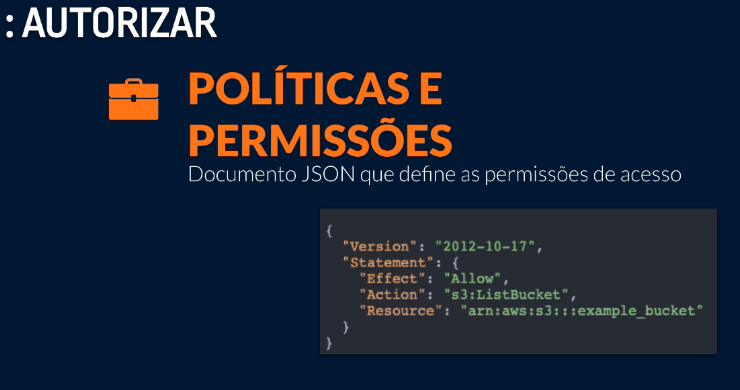 : AUTORIZAR
POLÍTICAS E
PERMISSÕES
Documento JSON que define as permissões de acesso
{
  "Version": "2012-10-17",
  "Statement": {
    "Effect": "Allow",
    "Action": "s3:ListBucket",
    "Resource": "arn:aws:s3:::example_bucket"
  }
}